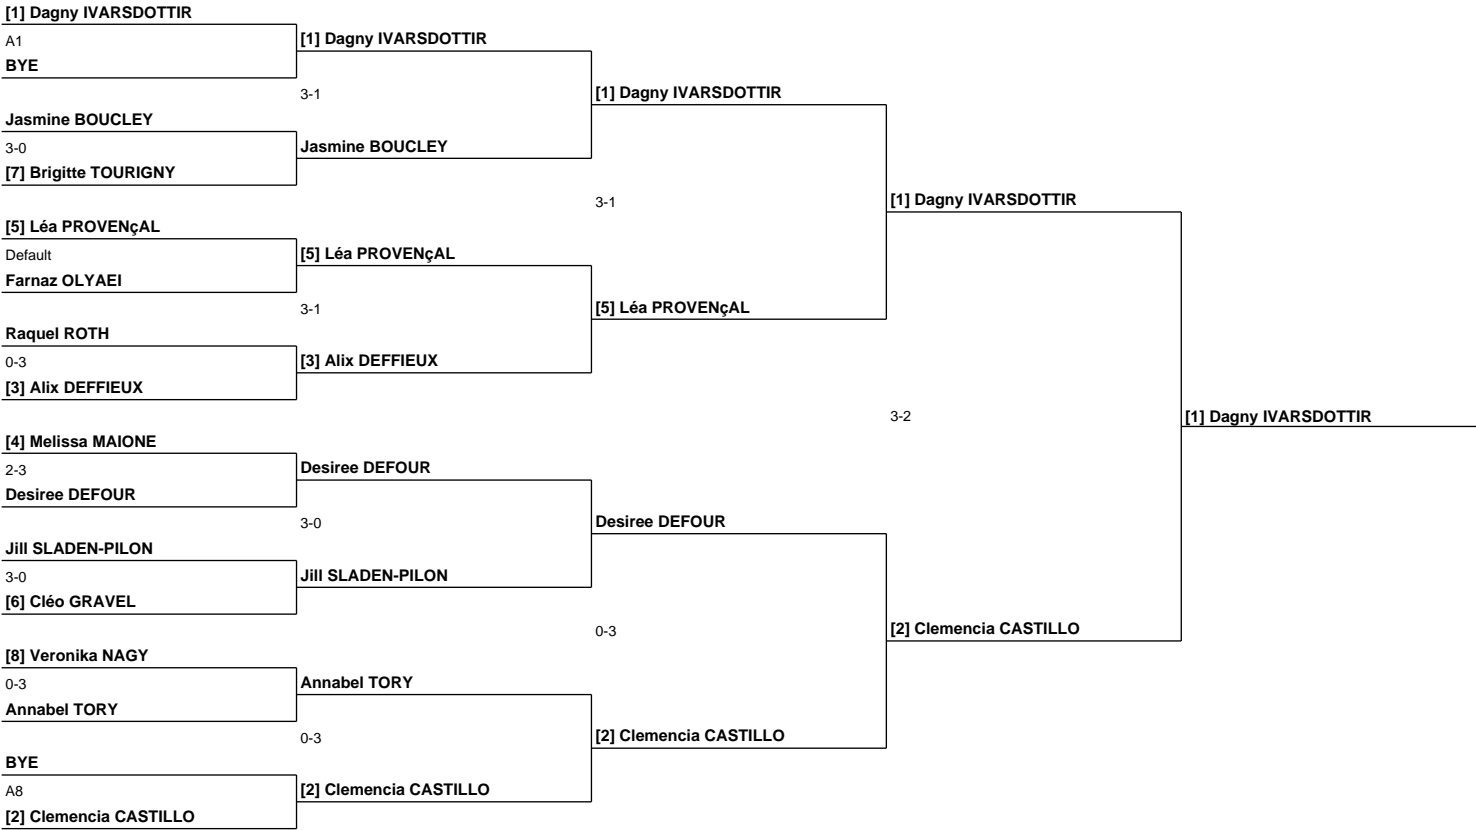 [1] Dagny IVARSDOTTIR
A1
BYE
Jasmine BOUCLEY
3-0
[7] Brigitte TOURIGNY
[5] Léa PROVENçAL
Default
Farnaz OLYAEI
Raquel ROTH
0-3
[3] Alix DEFFIEUX
[4] Melissa MAIONE
2-3
Desiree DEFOUR
Jill SLADEN-PILON
3-0
[6] Cléo GRAVEL
[8] Veronika NAGY
0-3
Annabel TORY
BYE
A8
[2] Clemencia CASTILLO
[1] Dagny IVARSDOTTIR
3-1
Jasmine BOUCLEY
[5] Léa PROVENçAL
3-1
[3] Alix DEFFIEUX
Desiree DEFOUR
3-0
Jill SLADEN-PILON
Annabel TORY
0-3
[2] Clemencia CASTILLO
[1] Dagny IVARSDOTTIR
3-1
[5] Léa PROVENçAL
Desiree DEFOUR
0-3
[2] Clemencia CASTILLO
[1] Dagny IVARSDOTTIR
3-2
[2] Clemencia CASTILLO
[1] Dagny IVARSDOTTIR